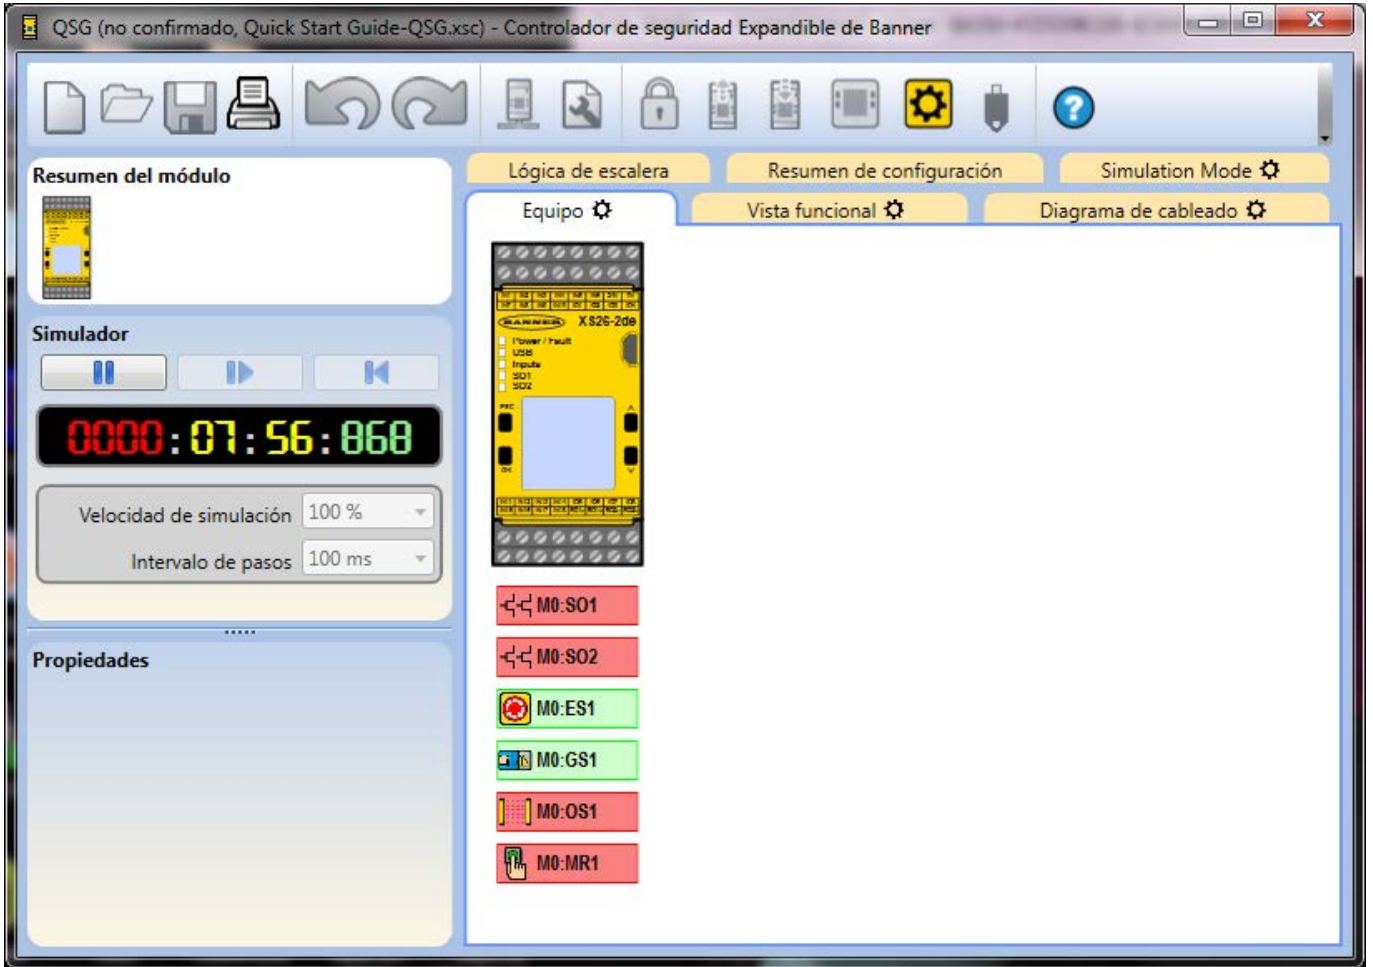 QSG (no confirmado, Quick Start Guide-QSG.xsc) - Controlador de seguridad Expandible de Banner
Resumen del módulo
Simulador
0000:07:56:868
Velocidad de simulación 100 %
Intervalo de pasos 100 ms
Propiedades
Lógica de escalera
Resumen de configuración
Simulation Mode
Equipo
Vista funcional
Diagrama de cableado
BANNER XS26-2de
Power / Fault
USB
Inputs
SO1
SO2
OK
M0:SO1
M0:SO2
M0:ES1
M0:GS1
M0:OS1
M0:MR1